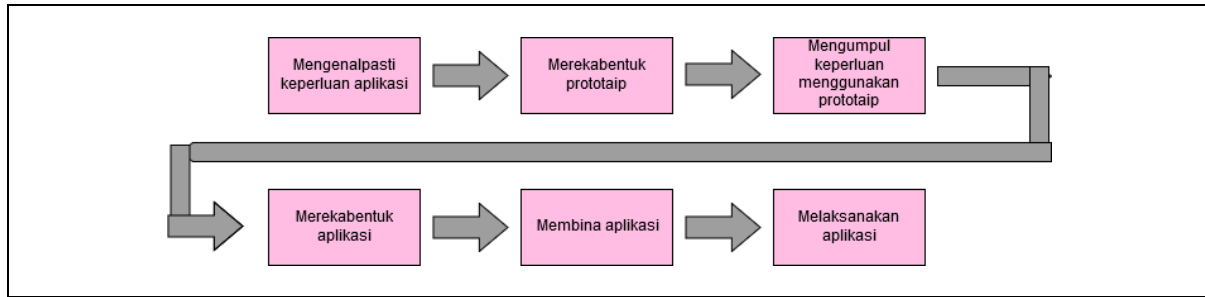 Mengenalpasti
keperluan aplikasi
Merekabentuk
prototaip
Mengumpul
keperluan
menggunakan
prototaip
Merekabentuk
aplikasi
Membina aplikasi
Melaksanakan
aplikasi